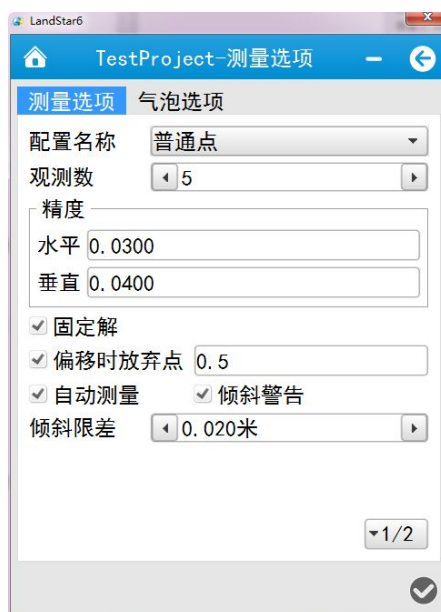 LandStar6
TestProject-测量选项
测量选项 气泡选项
配置名称 普通点
观测数 5
精度
水平 0.0300
垂直 0.0400
固定解
偏移时放弃点 0.5
自动测量 倾斜警告
倾斜限差 0.020米
1/2